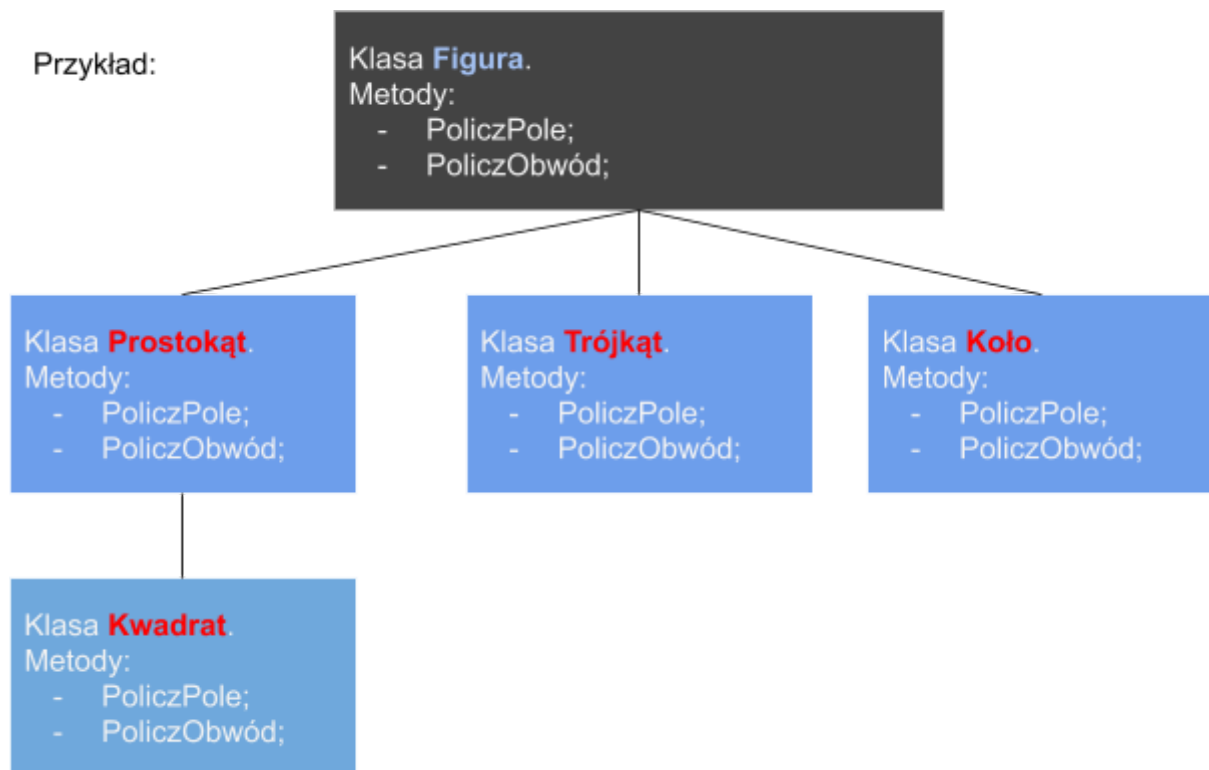 Przykład:
Klasa Figura.
Metody:
- PoliczPole;
- PoliczObwód;
Klasa Prostokąt.
Metody:
- PoliczPole;
- PoliczObwód;
Klasa Trójkąt.
Metody:
- PoliczPole;
- PoliczObwód;
Klasa Koło.
Metody:
- PoliczPole;
- PoliczObwód;
Klasa Kwadrat.
Metody:
- PoliczPole;
- PoliczObwód;